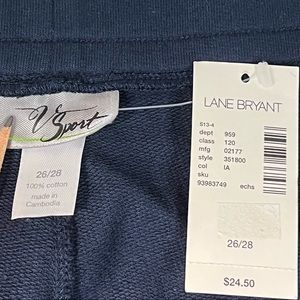 V Sport
26/28
100% cotton
made in
Cambodia
LANE BRYANT
S13-4
dept 959
class 120
mfg 02177
style 351800
col IA
sku
93983749 echs
26/28
$24.50